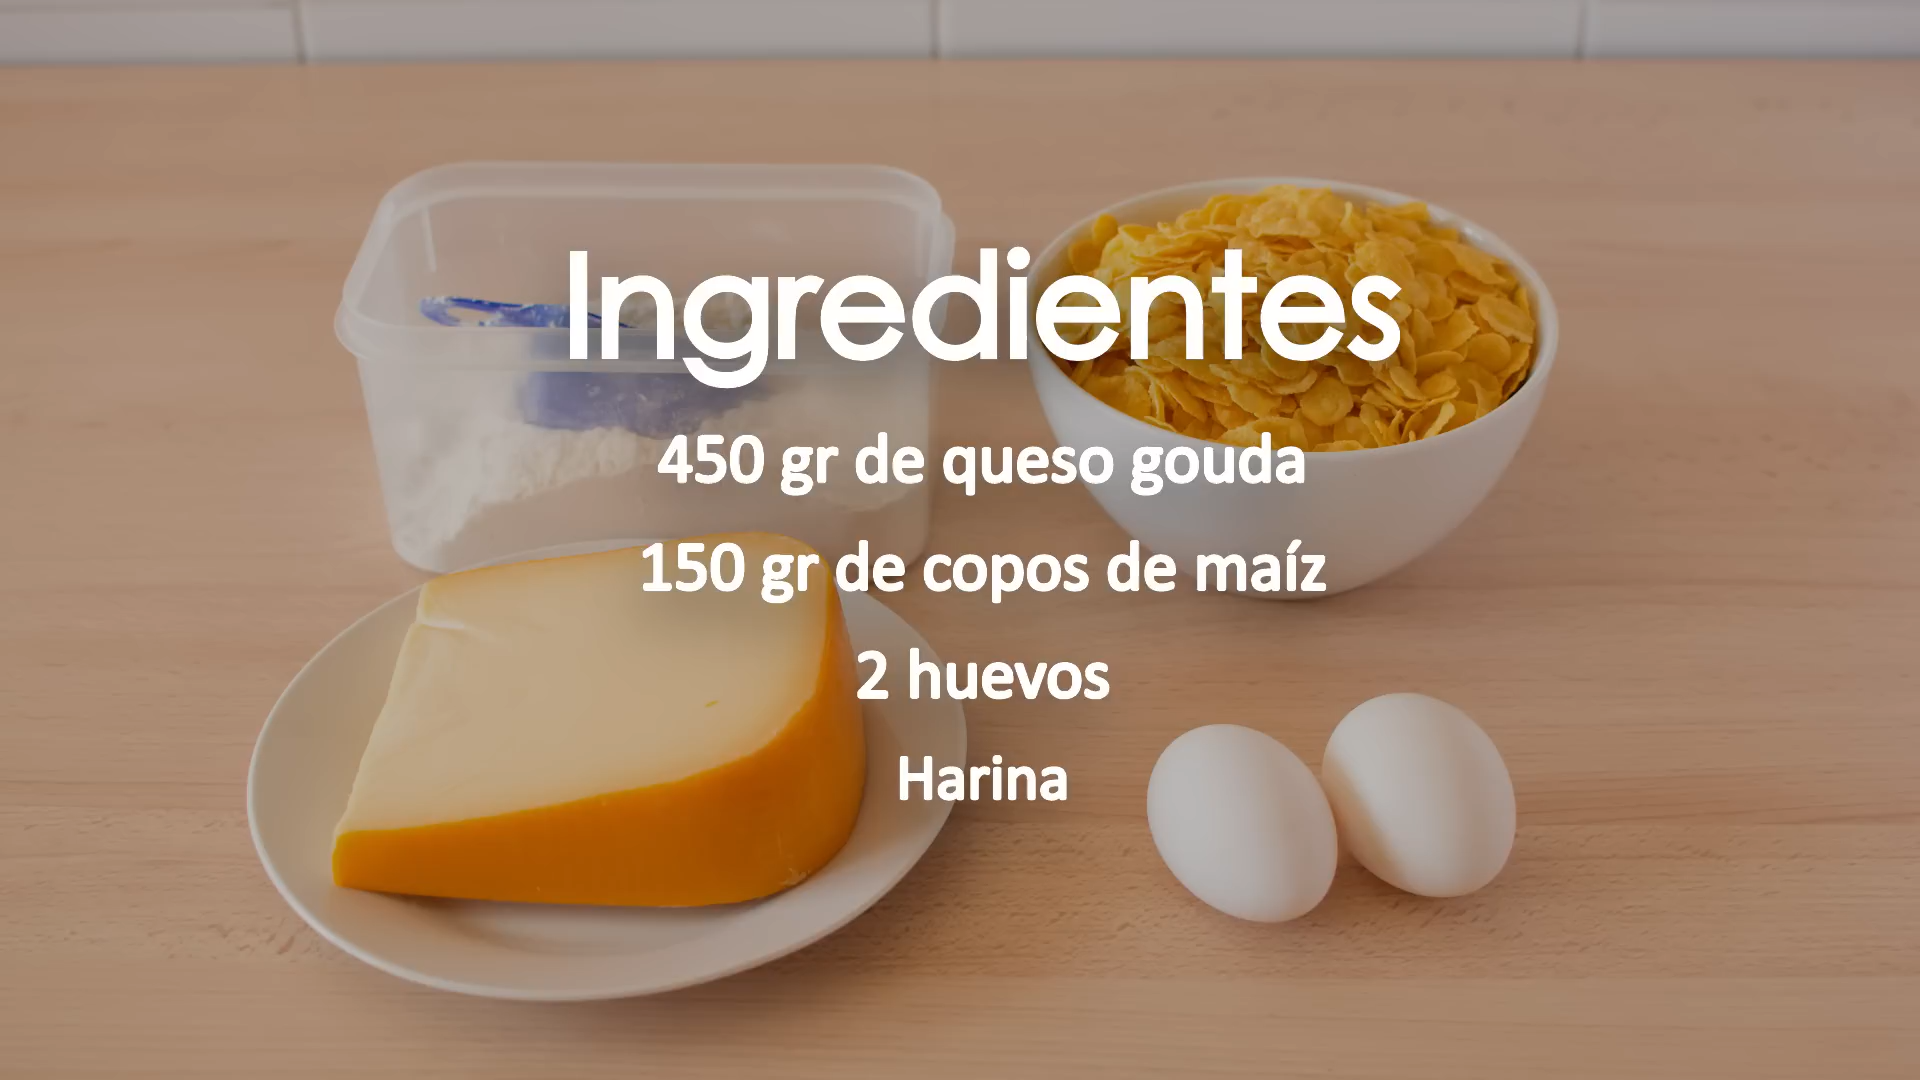 Ingredientes
450 gr de queso gouda
150 gr de copos de maíz
2 huevos
Harina